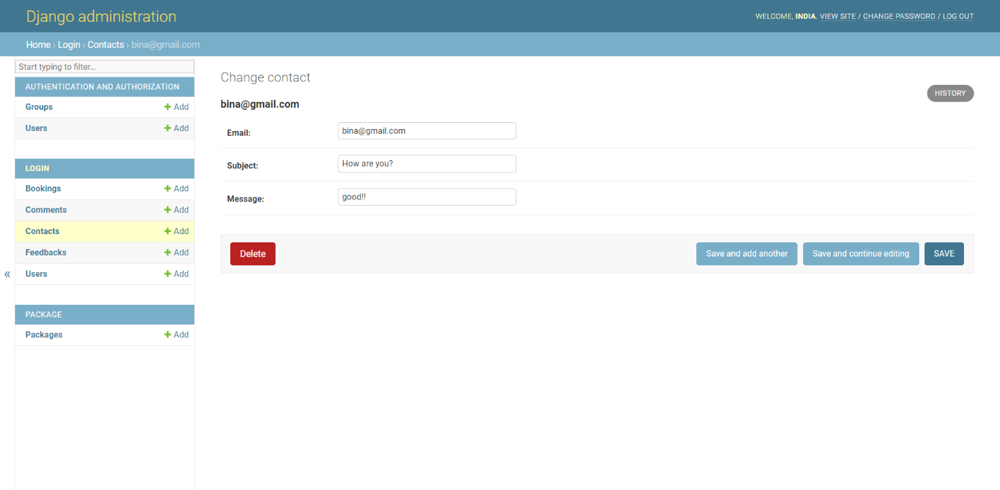 Django administration
WELCOME, INDIA. VIEW SITE / CHANGE PASSWORD / LOG OUT
Home › Login › Contacts › bina@gmail.com
Start typing to filter...
AUTHENTICATION AND AUTHORIZATION
Groups + Add
Users + Add
LOGIN
Bookings + Add
Comments + Add
Contacts + Add
Feedbacks + Add
Users + Add
«
PACKAGE
Packages + Add
Change contact
HISTORY
bina@gmail.com
Email: bina@gmail.com
Subject: How are you?
Message: good!!
Delete Save and add another Save and continue editing SAVE